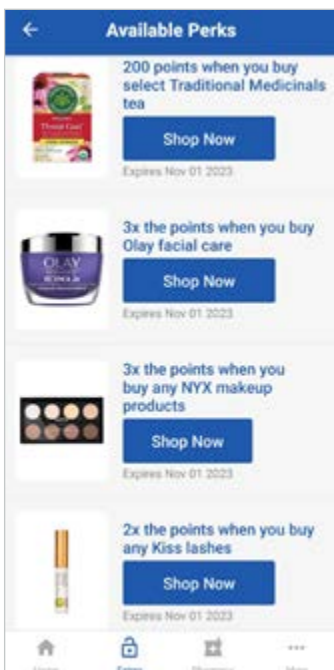 Available Perks
200 points when you buy
select Traditional Medicinals
tea
Shop Now
Expires Nov 01 2023
OLAY
3x the points when you buy
Olay facial care
Shop Now
Expires Nov 01 2023
3x the points when you
buy any NYX makeup
products
Shop Now
Expires Nov 01 2023
2x the points when you buy
any Kiss lashes
Shop Now
Expires Nov 01 2023